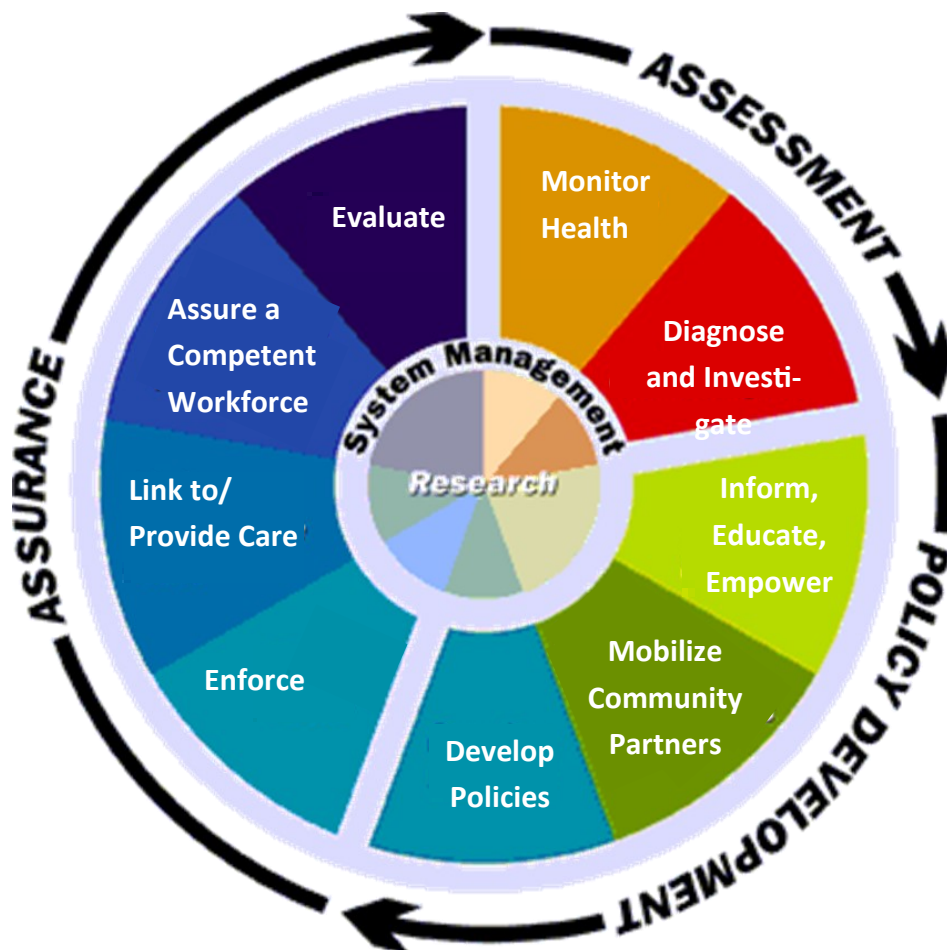 ASSESSMENT
Monitor
Health
Diagnose
and Investi-
gate
POLICY DEVELOPMENT
Inform,
Educate,
Empower
Mobilize
Community
Partners
Develop
Policies
ASSURANCE
Enforce
Link to/
Provide Care
Assure a
Competent
Workforce
Evaluate
System Management
Research